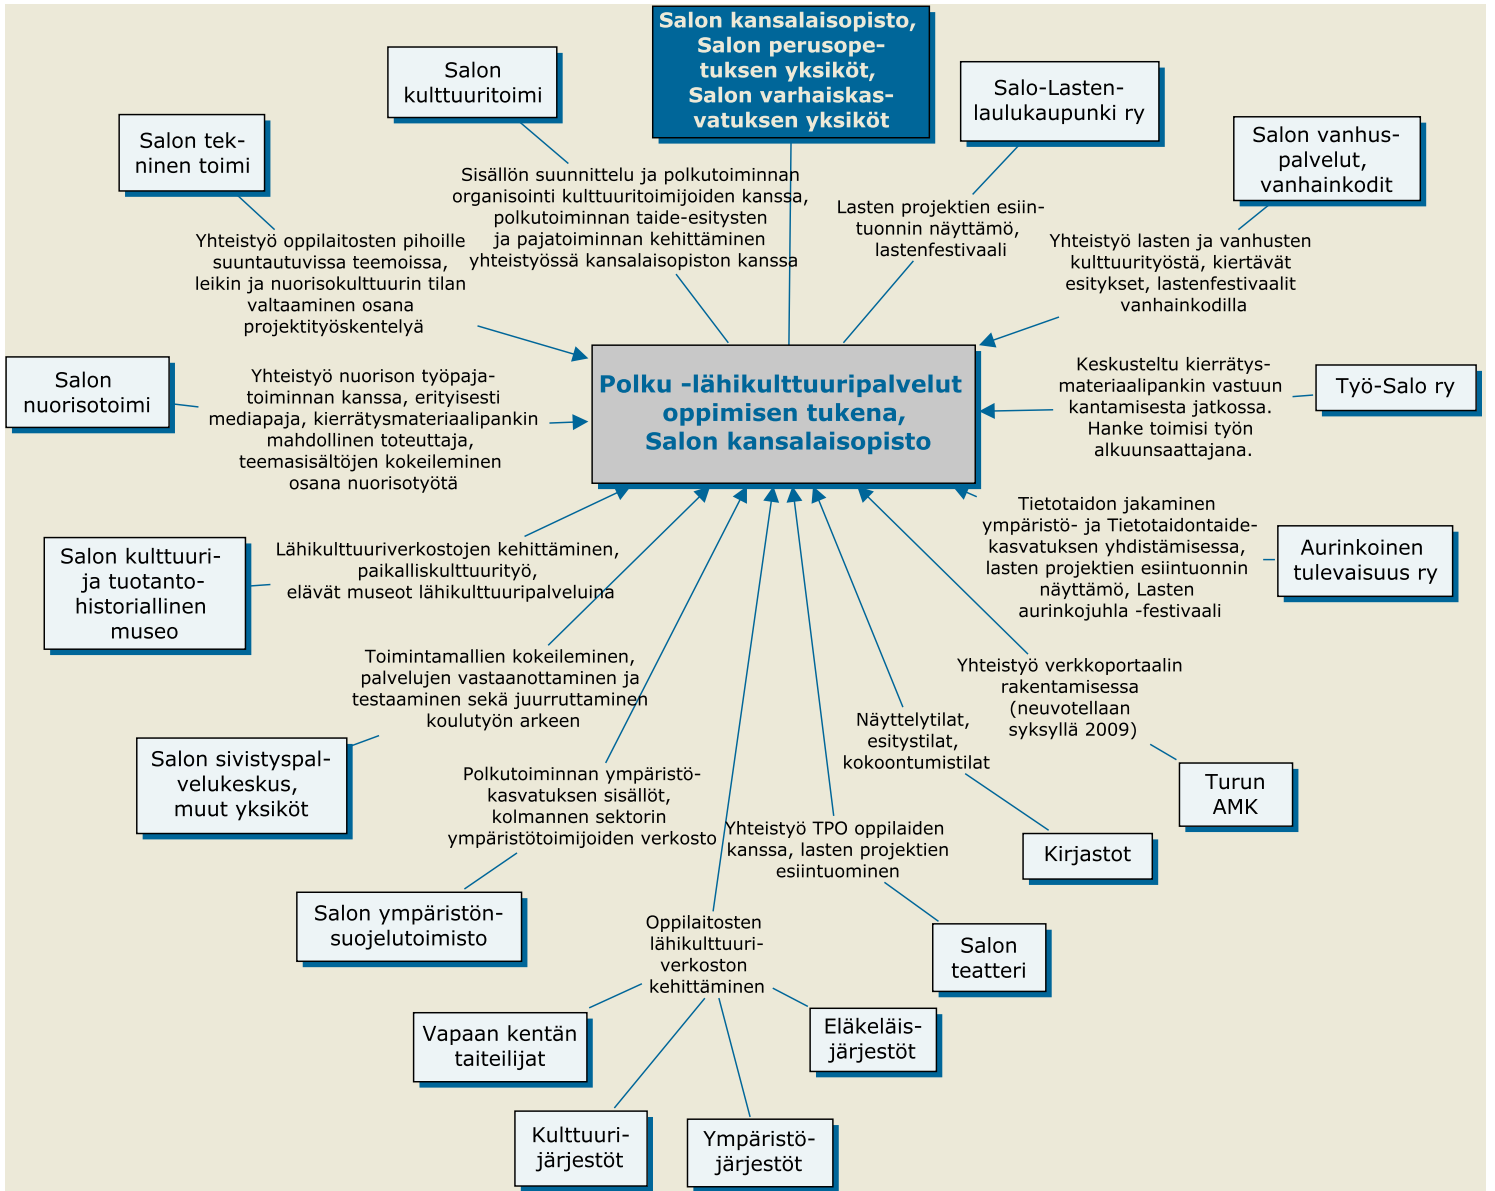 Salon kansalaisopisto,
Salon perusope-
tuksen yksiköt,
Salon varhaiskas-
vatuksen yksiköt
Salon
kulttuuritoimi
Salo-Lasten-
laulukaupunki ry
Salon tek-
ninen toimi
Salon vanhus-
palvelut,
vanhainkodit
Sisällön suunnittelu ja polkutoiminnan
organisointi kulttuuritoimijoiden kanssa,
polkutoiminnan taide-esitysten
ja pajatoiminnan kehittäminen
yhteistyössä kansalaisopiston kanssa
Lasten projektien esiin-
tuonnin näyttämö,
lastenfestivaali
Yhteistyö oppilaitosten pihoille
suuntautuvissa teemoissa,
leikin ja nuorisokulttuurin tilan
valtaaminen osana
projektityöskentelyä
Yhteistyö lasten ja vanhusten
kulttuurityöstä, kiertävät
esitykset, lastenfestivaalit
vanhainkodilla
Salon
nuorisotoimi
Yhteistyö nuorison työpaja-
toiminnan kanssa, erityisesti
mediapaja, kierrätysmateriaalipankin
mahdollinen toteuttaja,
teemasisältöjen kokeileminen
osana nuorisotyötä
Polku -lähikulttuuripalvelut
oppimisen tukena,
Salon kansalaisopisto
Keskusteltu kierrätys-
materiaalipankin vastuun
kantamisesta jatkossa.
Hanke toimisi työn
alkuunsaattajana.
Työ-Salo ry
Salon kulttuuri-
ja tuotanto-
historiallinen
museo
Lähikulttuuriverkostojen kehittäminen,
paikalliskulttuurityö,
elävät museot lähikulttuuripalveluina
Tietotaidon jakaminen
ympäristö- ja Tietotaidontaide-
kasvatuksen yhdistämisessa,
lasten projektien esiintuonnin
näyttämö, Lasten
aurinkojuhla -festivaali
Aurinkoinen
tulevaisuus ry
Toimintamallien kokeileminen,
palvelujen vastaanottaminen ja
testaaminen sekä juurruttaminen
koulutyön arkeen
Yhteistyö verkkoportaalin
rakentamisessa
(neuvotellaan
syksyllä 2009)
Salon sivistyspal-
velukeskus,
muut yksiköt
Näyttelytilat,
esitystilat,
kokoontumistilat
Turun
AMK
Polkutoiminnan ympäristö-
kasvatuksen sisällöt,
kolmannen sektorin
ympäristötoimijoiden verkosto
Yhteistyö TPO oppilaiden
kanssa, lasten projektien
esiintuominen
Kirjastot
Salon ympäristön-
suojelutoimisto
Oppilaitosten
lähikulttuuri-
verkoston
kehittäminen
Salon
teatteri
Vapaan kentän
taiteilijat
Eläkeläis-
järjestöt
Kulttuuri-
järjestöt
Ympäristö-
järjestöt